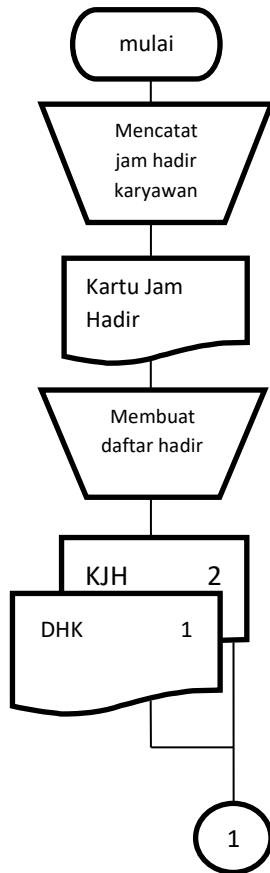 mulai
Mencatat
jam hadir
karyawan
Kartu Jam
Hadir
Membuat
daftar hadir
KJH 2
DHK 1
1